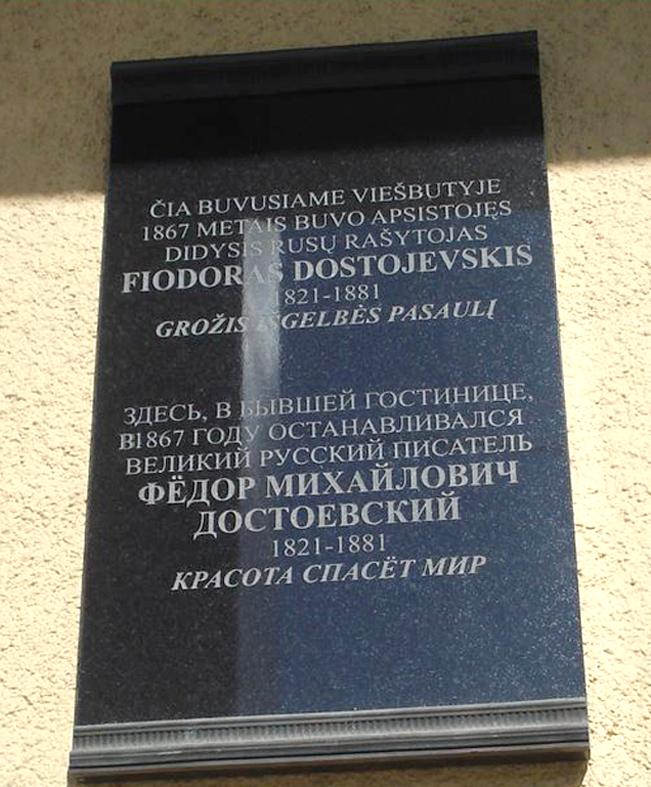 ČIA BUVUSIAME VIEŠBUTYJE
1867 METAIS BUVO APSISTOJĘS
DIDYSIS RUSŲ RAŠYTOJAS
FIODORAS DOSTOJEVSKIS
1821-1881
GROŽIS IŠGELBĖS PASAULĮ
ЗДЕСЬ, В БЫВШЕЙ ГОСТИНИЦЕ,
В1867 ГОДУ ОСТАНАВЛИВАЛСЯ
ВЕЛИКИЙ РУССКИЙ ПИСАТЕЛЬ
ФЁДОР МИХАЙЛОВИЧ
ДОСТОЕВСКИЙ
1821-1881
КРАСОТА СПАСЁТ МИР